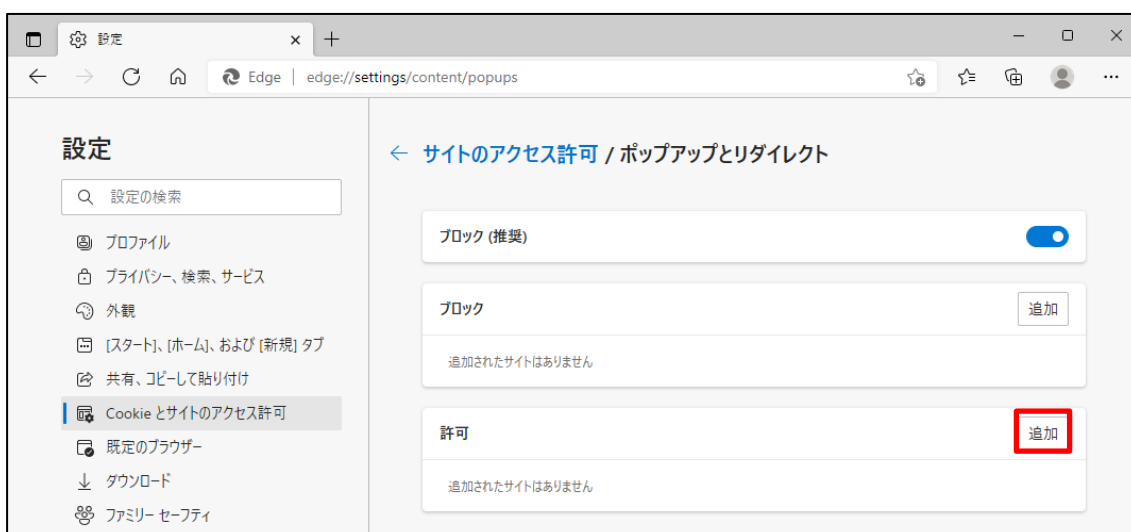 設定
Edge | edge://settings/content/popups
設定
設定の検索
プロファイル
プライバシー、検索、サービス
外観
[スタート]、[ホーム]、および [新規] タブ
共有、コピーして貼り付け
Cookie とサイトのアクセス許可
既定のブラウザー
ダウンロード
ファミリー セーフティ
サイトのアクセス許可 / ポップアップとリダイレクト
ブロック (推奨)
ブロック
追加
追加されたサイトはありません
許可
追加
追加されたサイトはありません